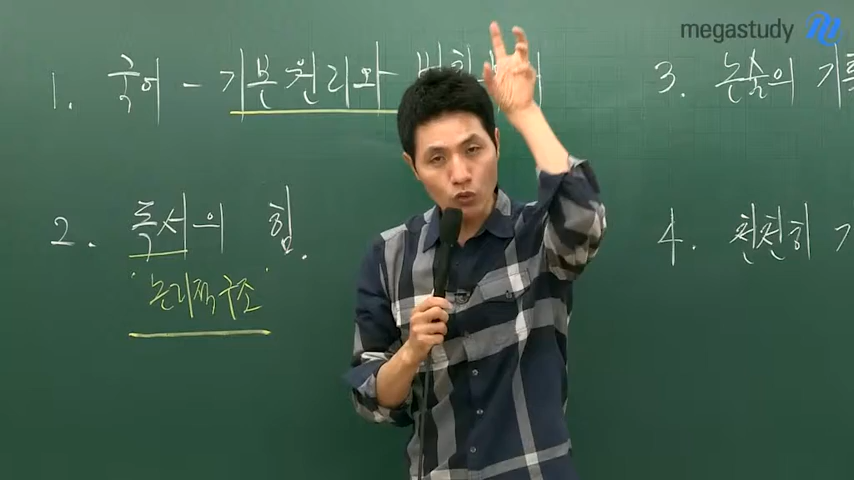 megastudy
1. 국어 - 기본원리와
3. 논술의 기
2. 독서의 힘.
'논리적구조'
4. 천천히